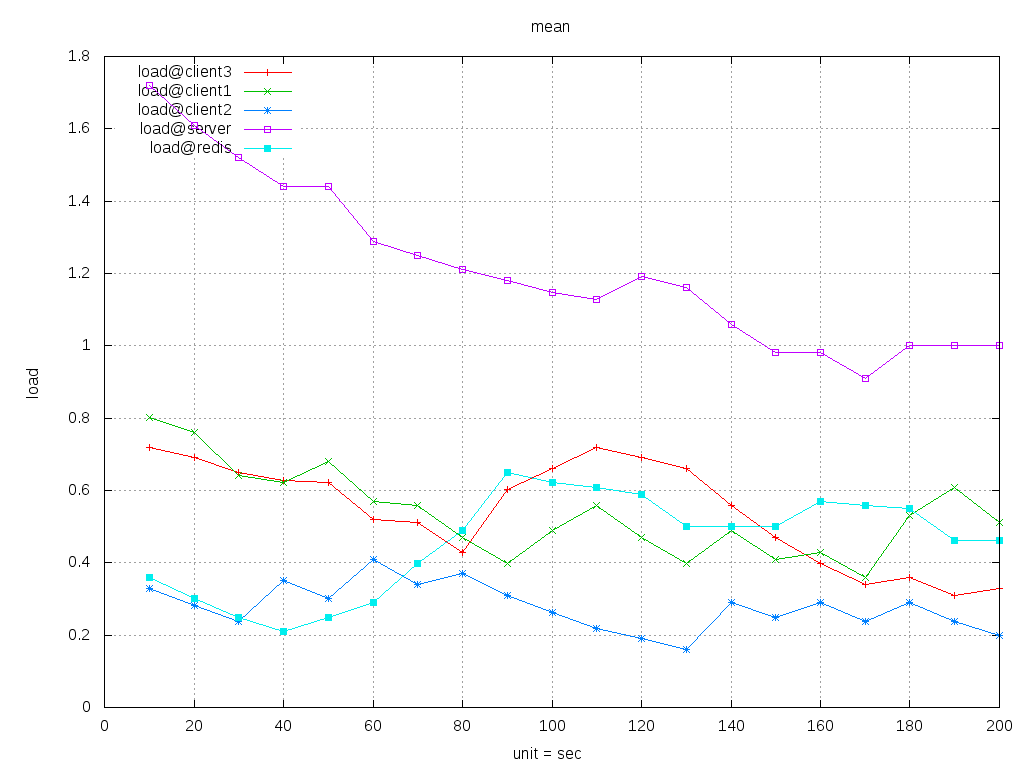 mean
1.8
1.6
1.4
1.2
1
0.8
0.6
0.4
0.2
0
load
load@client3
load@client1
load@client2
load@server
load@redis
0 20 40 60 80 100 120 140 160 180 200
unit = sec